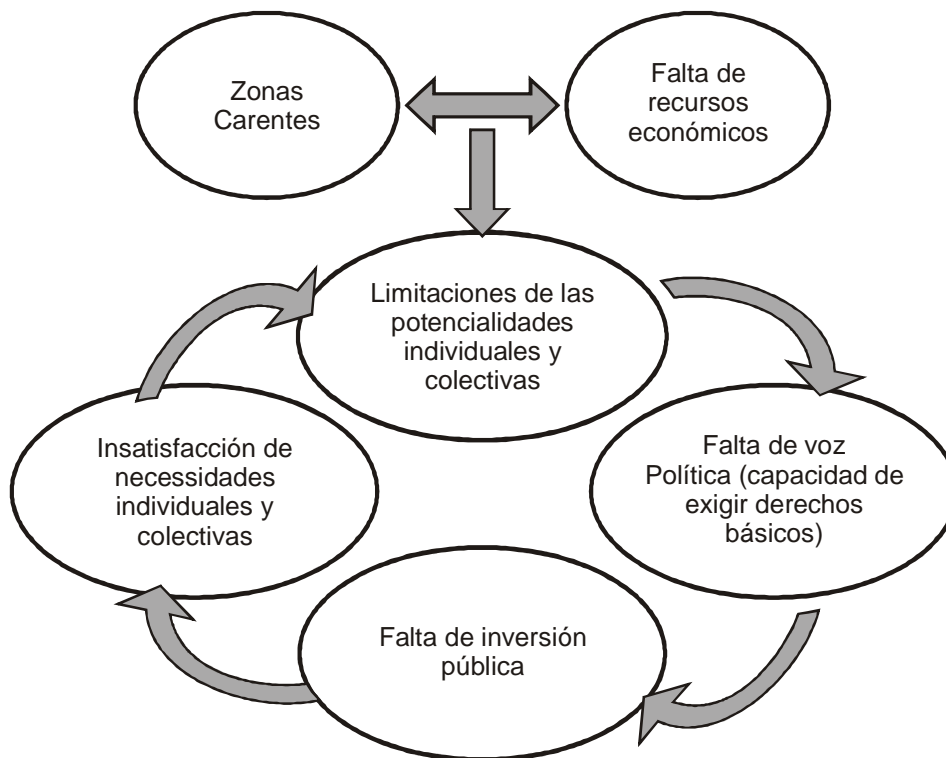 Zonas
Carentes
Falta de
recursos
económicos
Limitaciones de las
potencialidades
individuales y
colectivas
Insatisfacción de
necessidades
individuales y
colectivas
Falta de voz
Política (capacidad de
exigir derechos
básicos)
Falta de inversión
pública